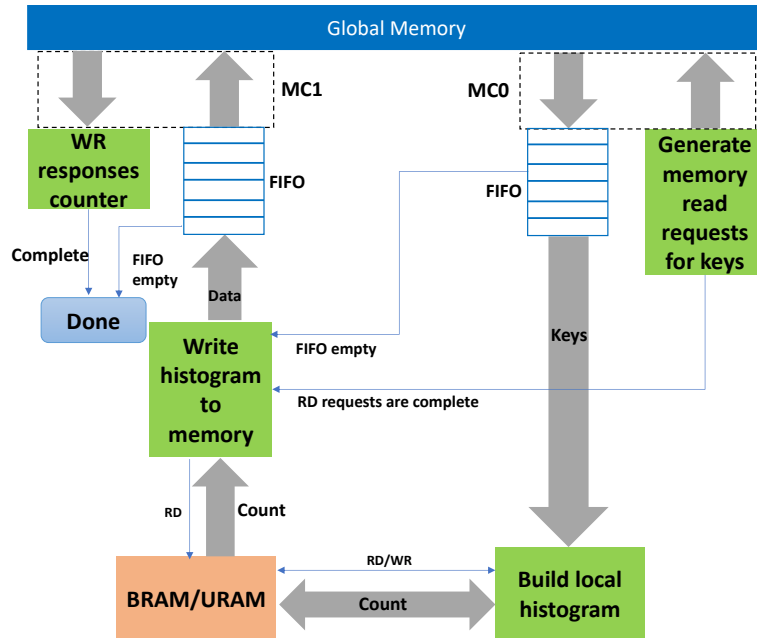 Global Memory
MC1
MC0
WR
responses
counter
FIFO
FIFO
Generate
memory
read
requests
for keys
Complete
FIFO
empty
Done
Data
Write
histogram
to
memory
FIFO empty
Keys
RD requests are complete
RD
Count
BRAM/URAM
RD/WR
Count
Build local
histogram